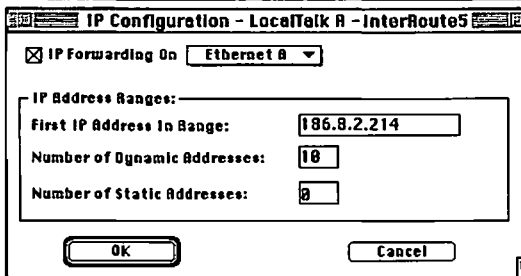 IP Configuration - LocalTalk A - InterRoute5
IP Forwarding On Ethernet A
IP Address Ranges:
First IP Address In Range: 186.8.2.214
Number of Dynamic Addresses: 10
Number of Static Addresses: 0
OK Cancel